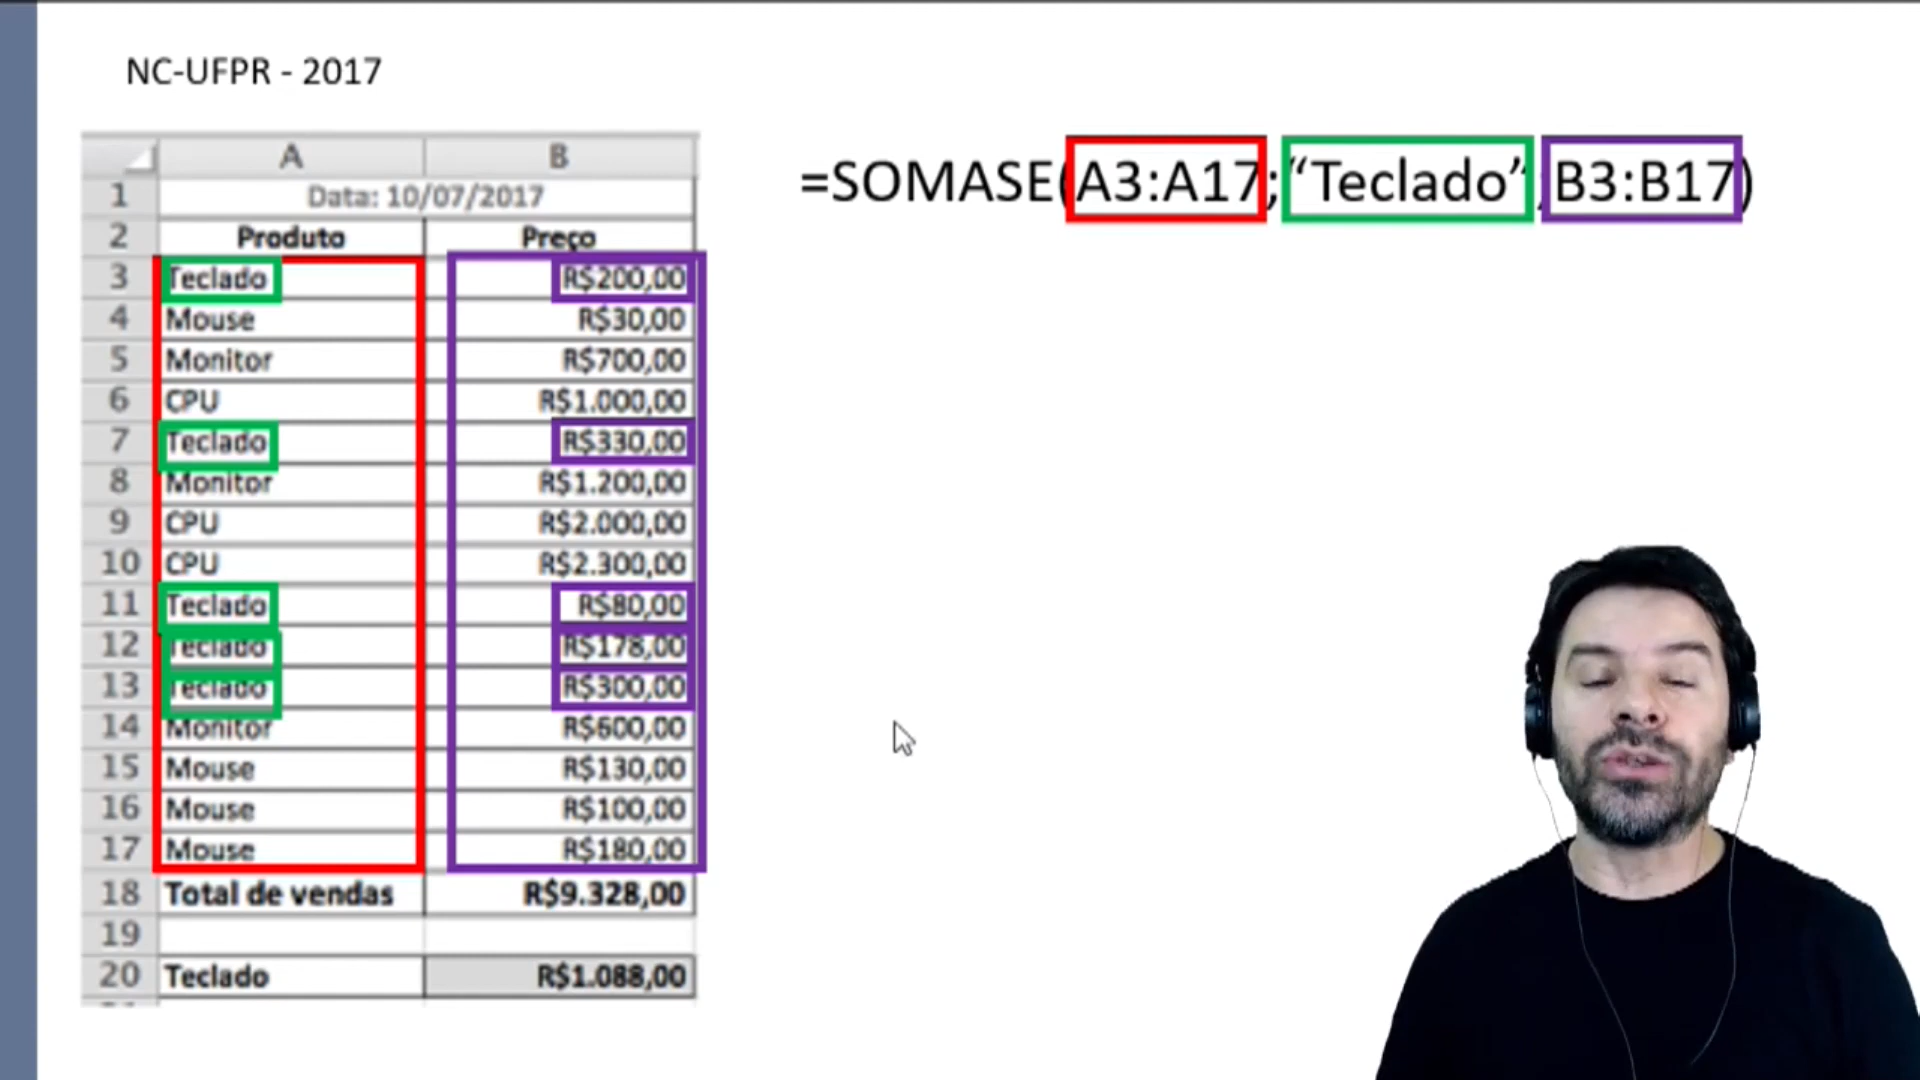 NC-UFPR - 2017
=SOMASE(A3:A17;“Teclado”;B3:B17)
A B
1 Data: 10/07/2017
2 Produto Preço
3 Teclado R$200,00
4 Mouse R$30,00
5 Monitor R$700,00
6 CPU R$1.000,00
7 Teclado R$330,00
8 Monitor R$1.200,00
9 CPU R$2.000,00
10 CPU R$2.300,00
11 Teclado R$80,00
12 Teclado R$178,00
13 Teclado R$300,00
14 Monitor R$600,00
15 Mouse R$130,00
16 Mouse R$100,00
17 Mouse R$180,00
18 Total de vendas R$9.328,00
19
20 Teclado R$1.088,00